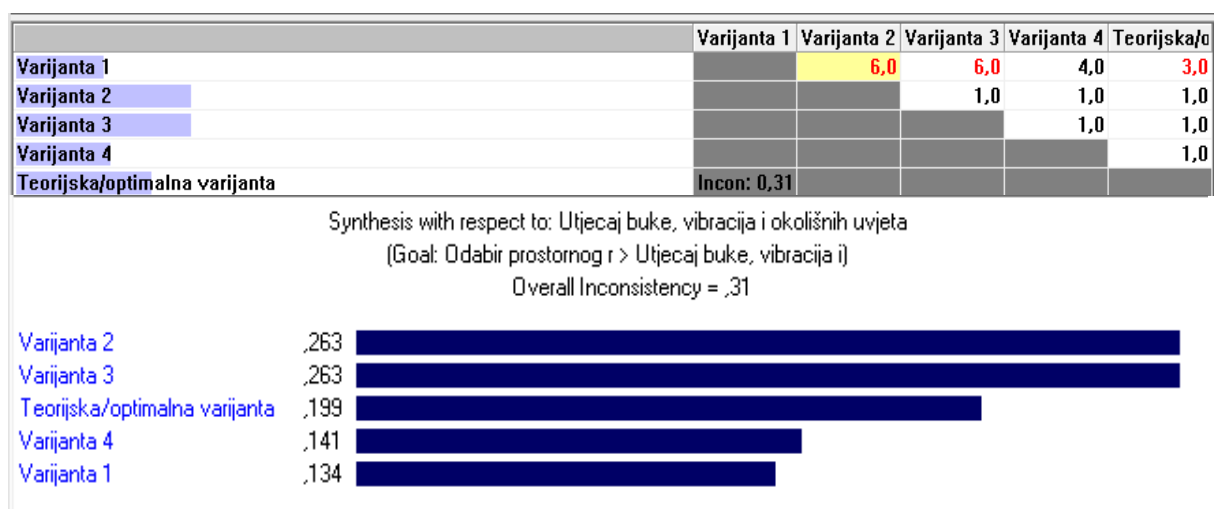 Varijanta 1 Varijanta 2 Varijanta 3 Varijanta 4 Teorijska/o
Varijanta 1 6,0 6,0 4,0 3,0
Varijanta 2 1,0 1,0 1,0
Varijanta 3 1,0 1,0
Varijanta 4 1,0
Teorijska/optimalna varijanta Incon: 0,31
Synthesis with respect to: Utjecaj buke, vibracija i okolišnih uvjeta
(Goal: Odabir prostornog r > Utjecaj buke, vibracija i)
Overall Inconsistency = ,31
Varijanta 2 ,263
Varijanta 3 ,263
Teorijska/optimalna varijanta ,199
Varijanta 4 ,141
Varijanta 1 ,134